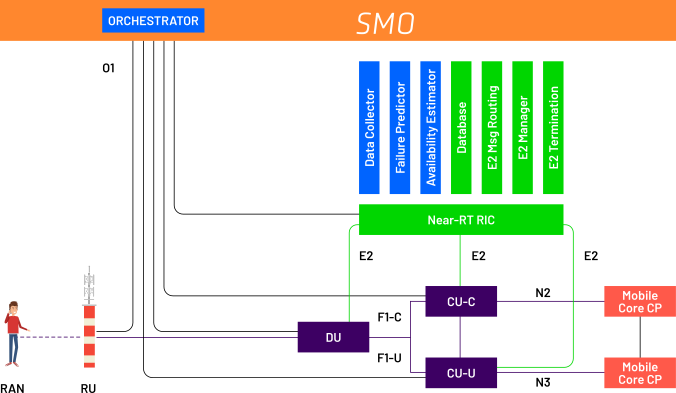 ORCHESTRATOR
SMO
O1
Data Collector
Failure Predictor
Availability Estimator
Database
E2 Msg Routing
E2 Manager
E2 Termination
Near-RT RIC
E2
E2
E2
CU-C
N2
Mobile
Core CP
F1-C
DU
F1-U
CU-U
N3
Mobile
Core CP
RAN
RU